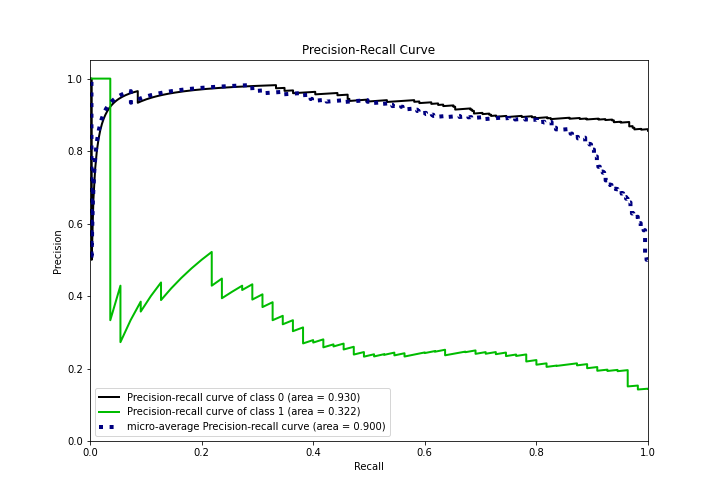 Precision-Recall Curve
1.0
0.8
0.6
0.4
0.2
0.0
Precision
Precision-recall curve of class 0 (area = 0.930)
Precision-recall curve of class 1 (area = 0.322)
micro-average Precision-recall curve (area = 0.900)
0.0 0.2 0.4 0.6 0.8 1.0
Recall